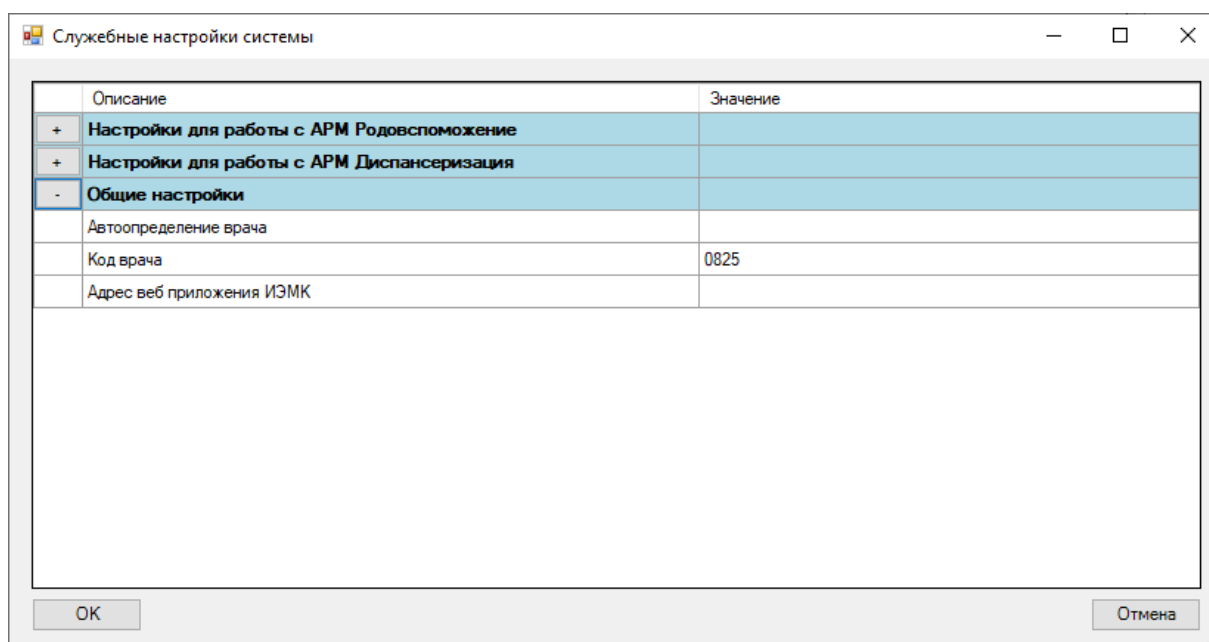 Служебные настройки системы
Описание Значение
+ Настройки для работы с АРМ Родовспоможение
+ Настройки для работы с АРМ Диспансеризация
- Общие настройки
Автоопределение врача
Код врача 0825
Адрес веб приложения ИЭМК
OK Отмена